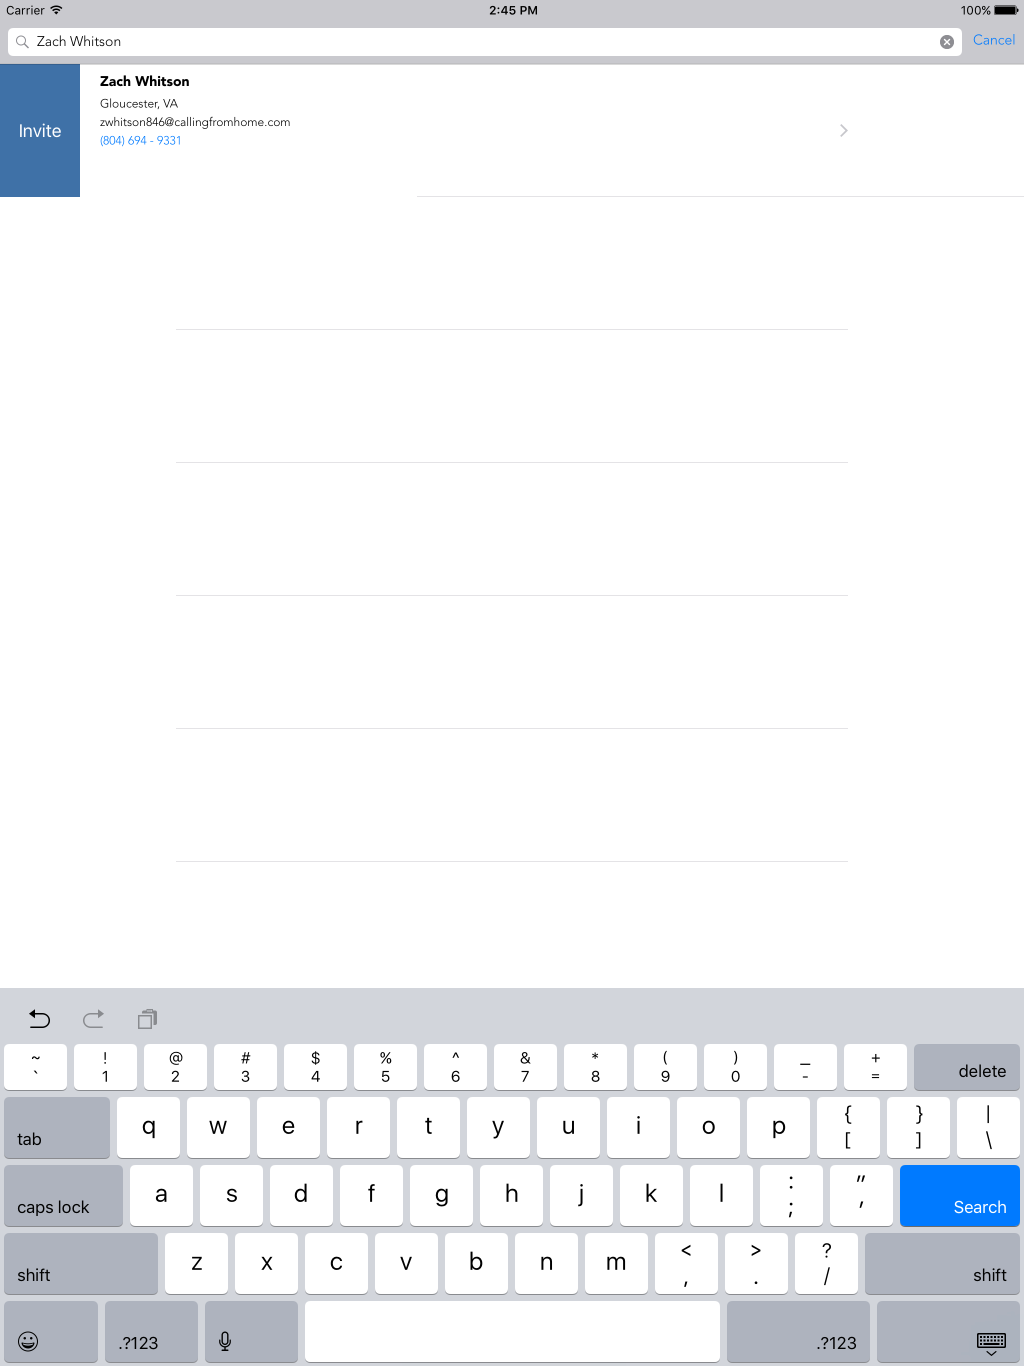 Carrier 2:45 PM 100%
Zach Whitson Cancel
Invite
Zach Whitson
Gloucester, VA
zwhitson846@callingfromhome.com
(804) 694 - 9331
~ ! @ # $ % ^ & * ( ) _ +
` 1 2 3 4 5 6 7 8 9 0 - = delete
tab q w e r t y u i o p { [ } ] | \
caps lock a s d f g h j k l : ; " ' Search
shift z x c v b n m < , > . ? / shift
.?123 .?123